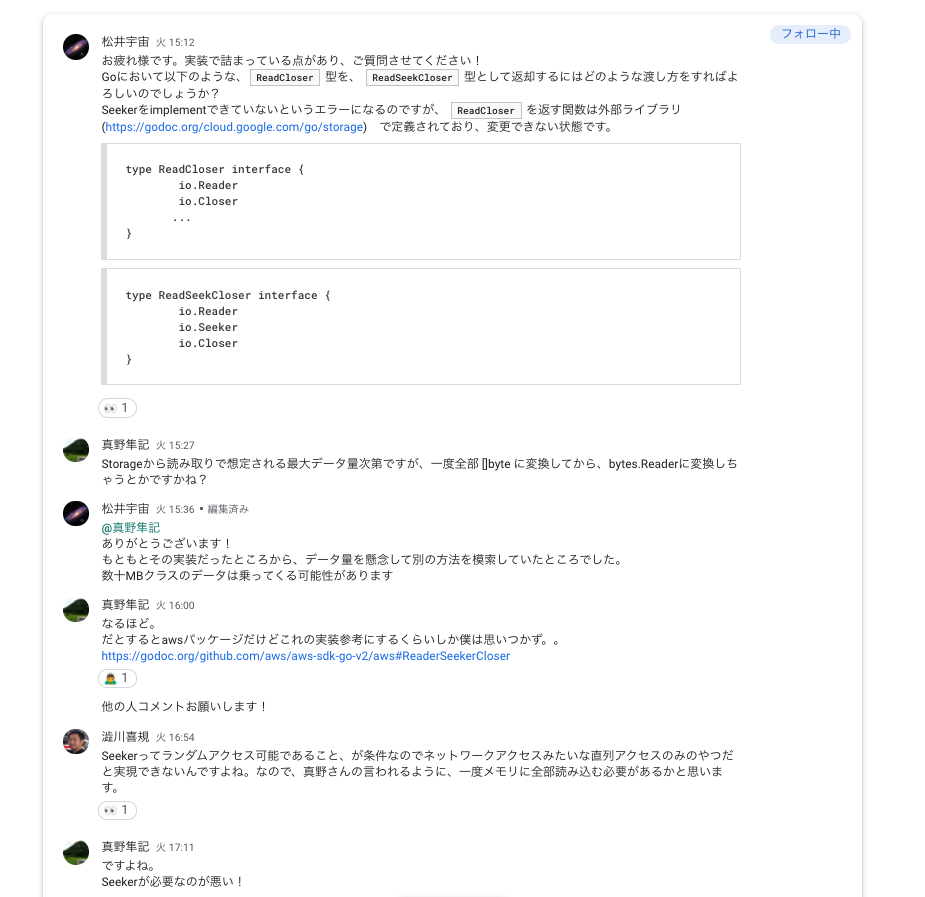 フォロー中
松井宇宙 火 15:12
お疲れ様です。実装で詰まっている点があり、ご質問させてください！
Goにおいて以下のような、 ReadCloser 型を、 ReadSeekCloser 型として返却するにはどのような渡し方をすればよ
ろしいのでしょうか？
Seekerをimplementできていないというエラーになるのですが、 ReadCloser を返す関数は外部ライブラリ
(https://godoc.org/cloud.google.com/go/storage) で定義されており、変更できない状態です。
type ReadCloser interface {
io.Reader
io.Closer
...
}
type ReadSeekCloser interface {
io.Reader
io.Seeker
io.Closer
}
👀 1
真野隼記 火 15:27
Storageから読み取りで想定される最大データ量次第ですが、一度全部 []byte に変換してから、bytes.Readerに変換しち
ゃうとかですかね？
松井宇宙 火 15:36 • 編集済み
@真野隼記
ありがとうございます！
もともとその実装だったところから、データ量を懸念して別の方法を模索していたところでした。
数十MBクラスのデータは乗ってくる可能性があります
真野隼記 火 16:00
なるほど。
だとするとawsパッケージだけどこれの実装参考にするくらいしか僕は思いつかず。。
https://godoc.org/github.com/aws/aws-sdk-go-v2/aws#ReaderSeekerCloser
1
他の人コメントお願いします！
澁川喜規 火 16:54
Seekerってランダムアクセス可能であること、が条件なのでネットワークアクセスみたいな直列アクセスのみのやつだ
と実現できないんですよね。なので、真野さんの言われるように、一度メモリに全部読み込む必要があるかと思いま
す。
👀 1
真野隼記 火 17:11
ですよね。
Seekerが必要なのが悪い！